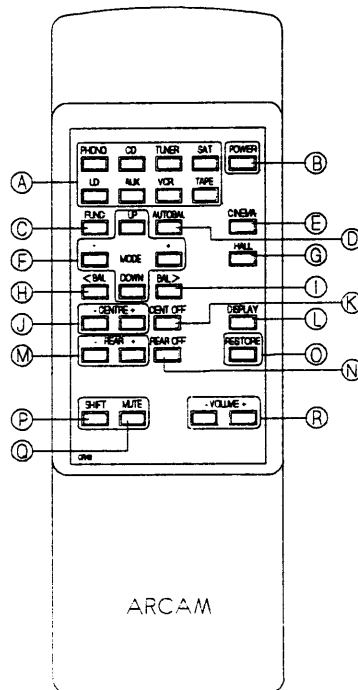 PHONO CD TUNER SAT POWER
A
B
LD AUX VCR TAPE
C
FUNC UP AUTOBAL CINEMA
E
D
F
- MODE +
HALL
G
H
< BAL DOWN BAL >
I
K
J
- CENTRE + CENT OFF DISPLAY
L
M
- REAR + REAR OFF RESTORE
O
N
P
SHIFT MUTE - VOLUME +
R
Q
ARCAM